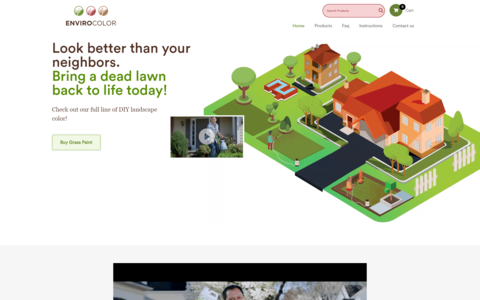 ENVIROCOLOR
Search Products
0
Cart
Home
Products
Faq
Instructions
Contact us
Look better than your
neighbors.
Bring a dead lawn
back to life today!
Check out our full line of DIY landscape
color!
Buy Grass Paint